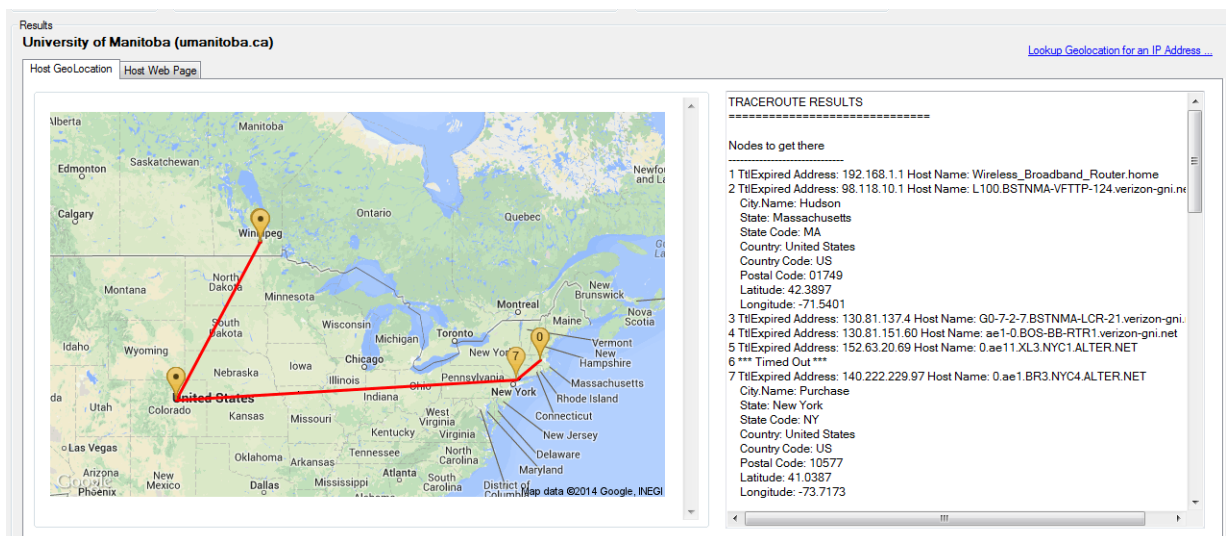 Results
University of Manitoba (umanitoba.ca)
Lookup Geolocation for an IP Address ...
Host GeoLocation
Host Web Page
Alberta
Manitoba
Edmonton
Saskatchewan
Newfou
and La
Calgary
Ontario
Quebec
Winnipeg
Gu
La
North
Dakota
Montana
Minnesota
Montreal
New
Brunswick
Nova
Scotia
South
Dakota
Wisconsin
Michigan
Toronto
Maine
Idaho
Wyoming
0
Vermont
New
Hampshire
Chicago
New York
7
Nebraska
Iowa
Illinois
Ohio
Pennsylvania
Massachusetts
Indiana
New York
Rhode Island
da
Utah
United States
Colorado
Kansas
Missouri
West
Virginia
Connecticut
Kentucky
Virginia
New Jersey
Las Vegas
Oklahoma
Arkansas
Tennessee
North
Carolina
Delaware
Maryland
Arizona
New
Mexico
Atlanta
South
Carolina
Google
Phoenix
Dallas
Mississippi
District of
Columbia
Alabama
Map data ©2014 Google, INEGI
TRACEROUTE RESULTS
==============================
Nodes to get there
------------------------------
1 TtlExpired Address: 192.168.1.1 Host Name: Wireless_Broadband_Router.home
2 TtlExpired Address: 98.118.10.1 Host Name: L100.BSTNMA-VFTTP-124.verizon-gni.ne
City.Name: Hudson
State: Massachusetts
State Code: MA
Country: United States
Country Code: US
Postal Code: 01749
Latitude: 42.3897
Longitude: -71.5401
3 TtlExpired Address: 130.81.137.4 Host Name: G0-7-2-7.BSTNMA-LCR-21.verizon-gni.
4 TtlExpired Address: 130.81.151.60 Host Name: ae1-0.BOS-BB-RTR1.verizon-gni.net
5 TtlExpired Address: 152.63.20.69 Host Name: 0.ae11.XL3.NYC1.ALTER.NET
6 *** Timed Out ***
7 TtlExpired Address: 140.222.229.97 Host Name: 0.ae1.BR3.NYC4.ALTER.NET
City.Name: Purchase
State: New York
State Code: NY
Country: United States
Country Code: US
Postal Code: 10577
Latitude: 41.0387
Longitude: -73.7173